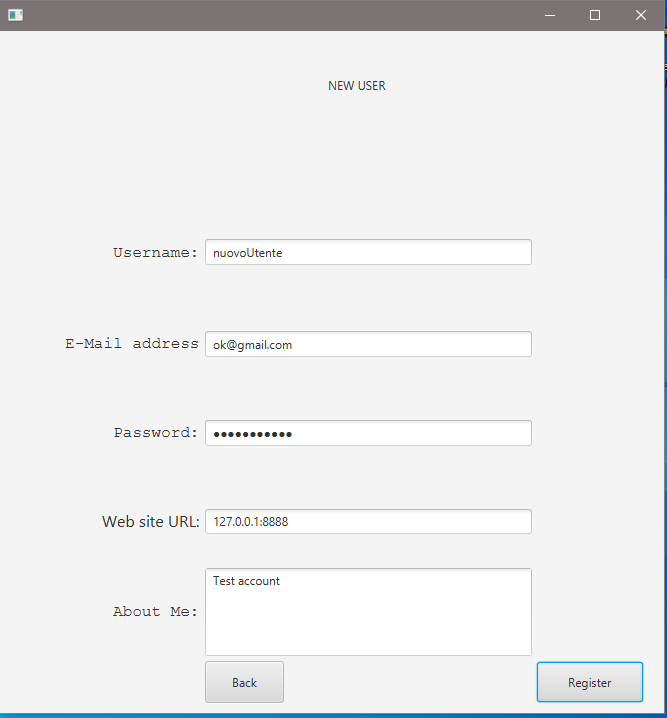 NEW USER
Username: nuovoUtente
E-Mail address ok@gmail.com
Password: ●●●●●●●●●●●
Web site URL: 127.0.0.1:8888
Test account
About Me:
Back Register